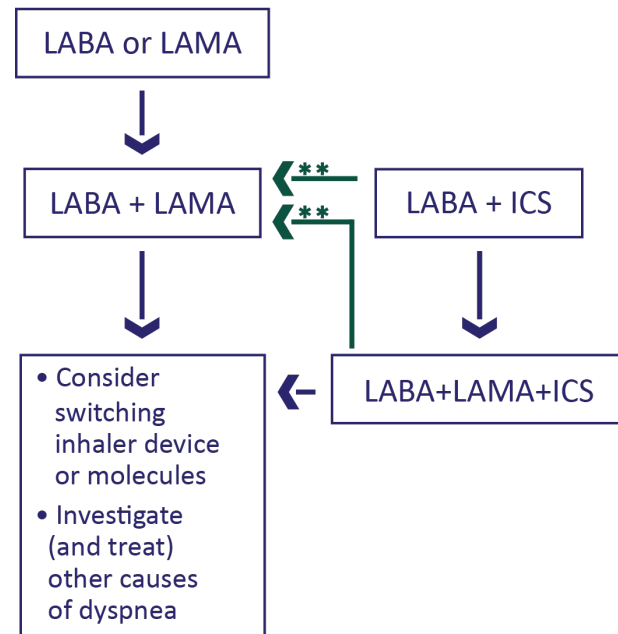 LABA or LAMA
**
LABA + LAMA
LABA + ICS
**
• Consider
switching
inhaler device
or molecules
• Investigate
(and treat)
other causes
of dyspnea
LABA+LAMA+ICS